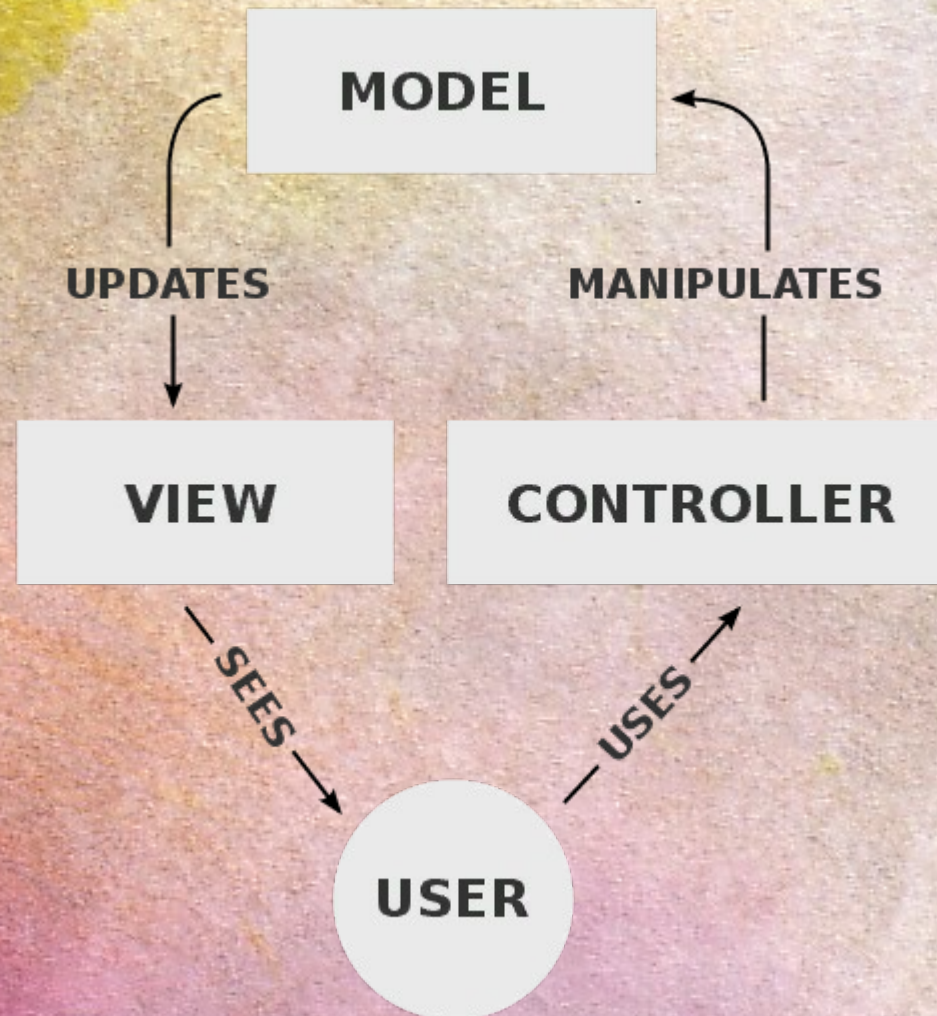 MODEL
UPDATES
MANIPULATES
VIEW
CONTROLLER
SEES
USES
USER